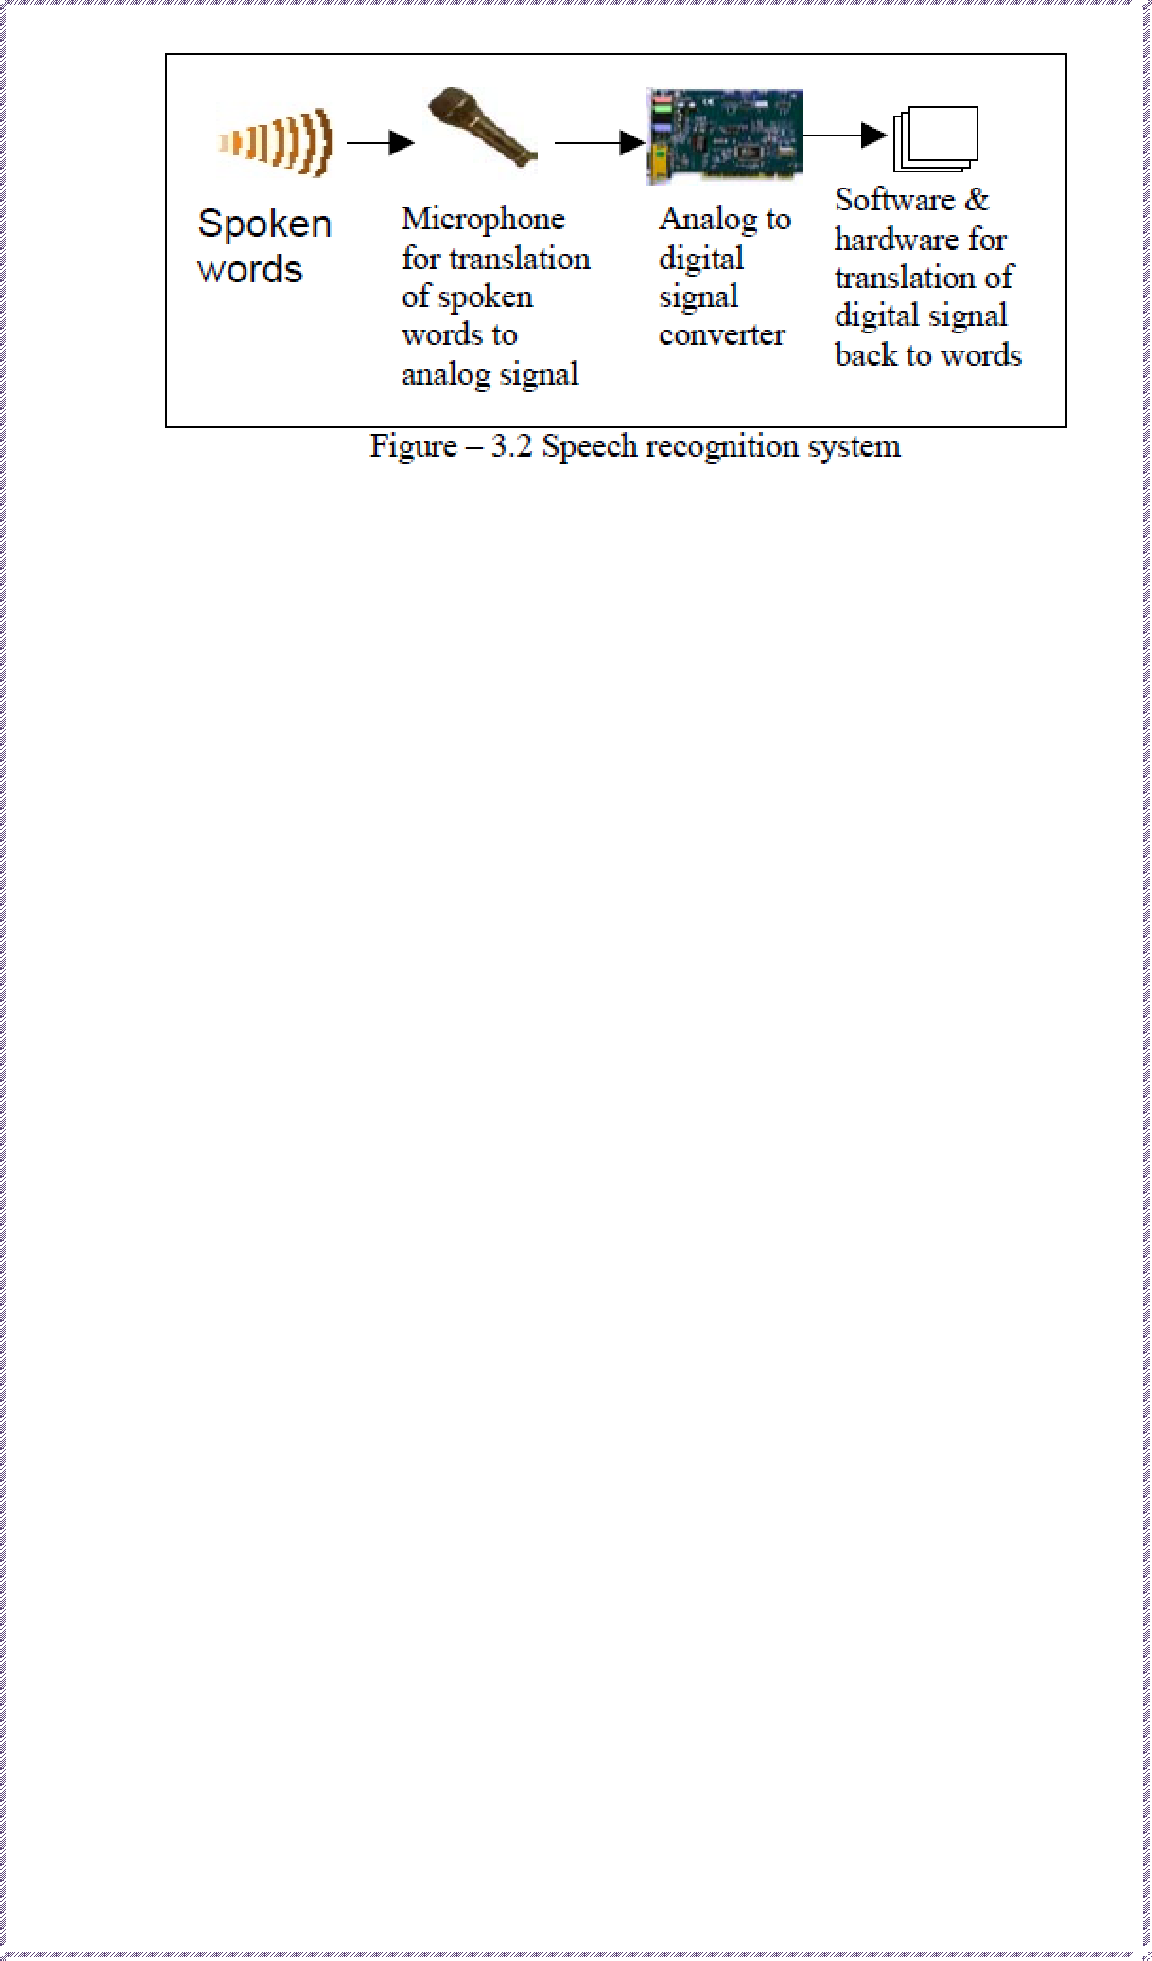 Spoken
words
Microphone
for translation
of spoken
words to
analog signal
Analog to
digital
signal
converter
Software &
hardware for
translation of
digital signal
back to words
Figure – 3.2 Speech recognition system